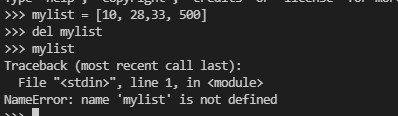 Type "help", "copyright", "credits" or "license" for more
>>> mylist = [10, 28,33, 500]
>>> del mylist
>>> mylist
Traceback (most recent call last):
  File "<stdin>", line 1, in <module>
NameError: name 'mylist' is not defined
>>>